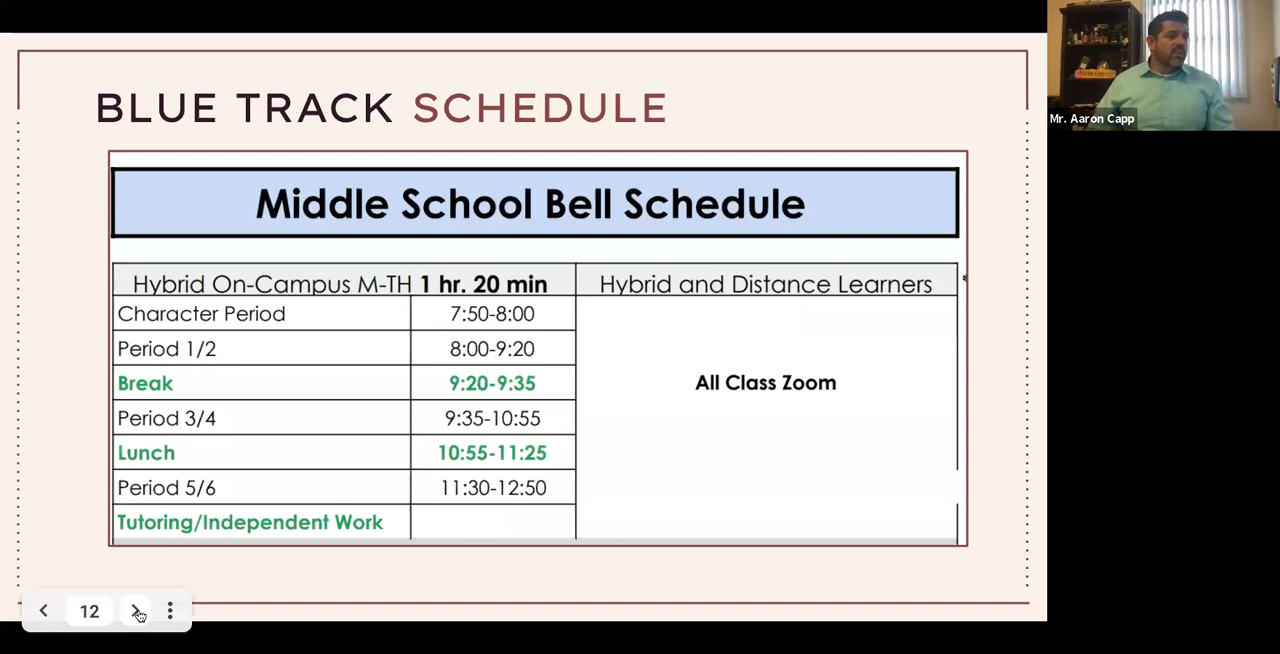 BLUE TRACK SCHEDULE
Mr. Aaron Capp
Middle School Bell Schedule
Hybrid On-Campus M-TH 1 hr. 20 min Hybrid and Distance Learners *
Character Period 7:50-8:00
Period 1/2 8:00-9:20
Break 9:20-9:35 All Class Zoom
Period 3/4 9:35-10:55
Lunch 10:55-11:25
Period 5/6 11:30-12:50
Tutoring/Independent Work
12